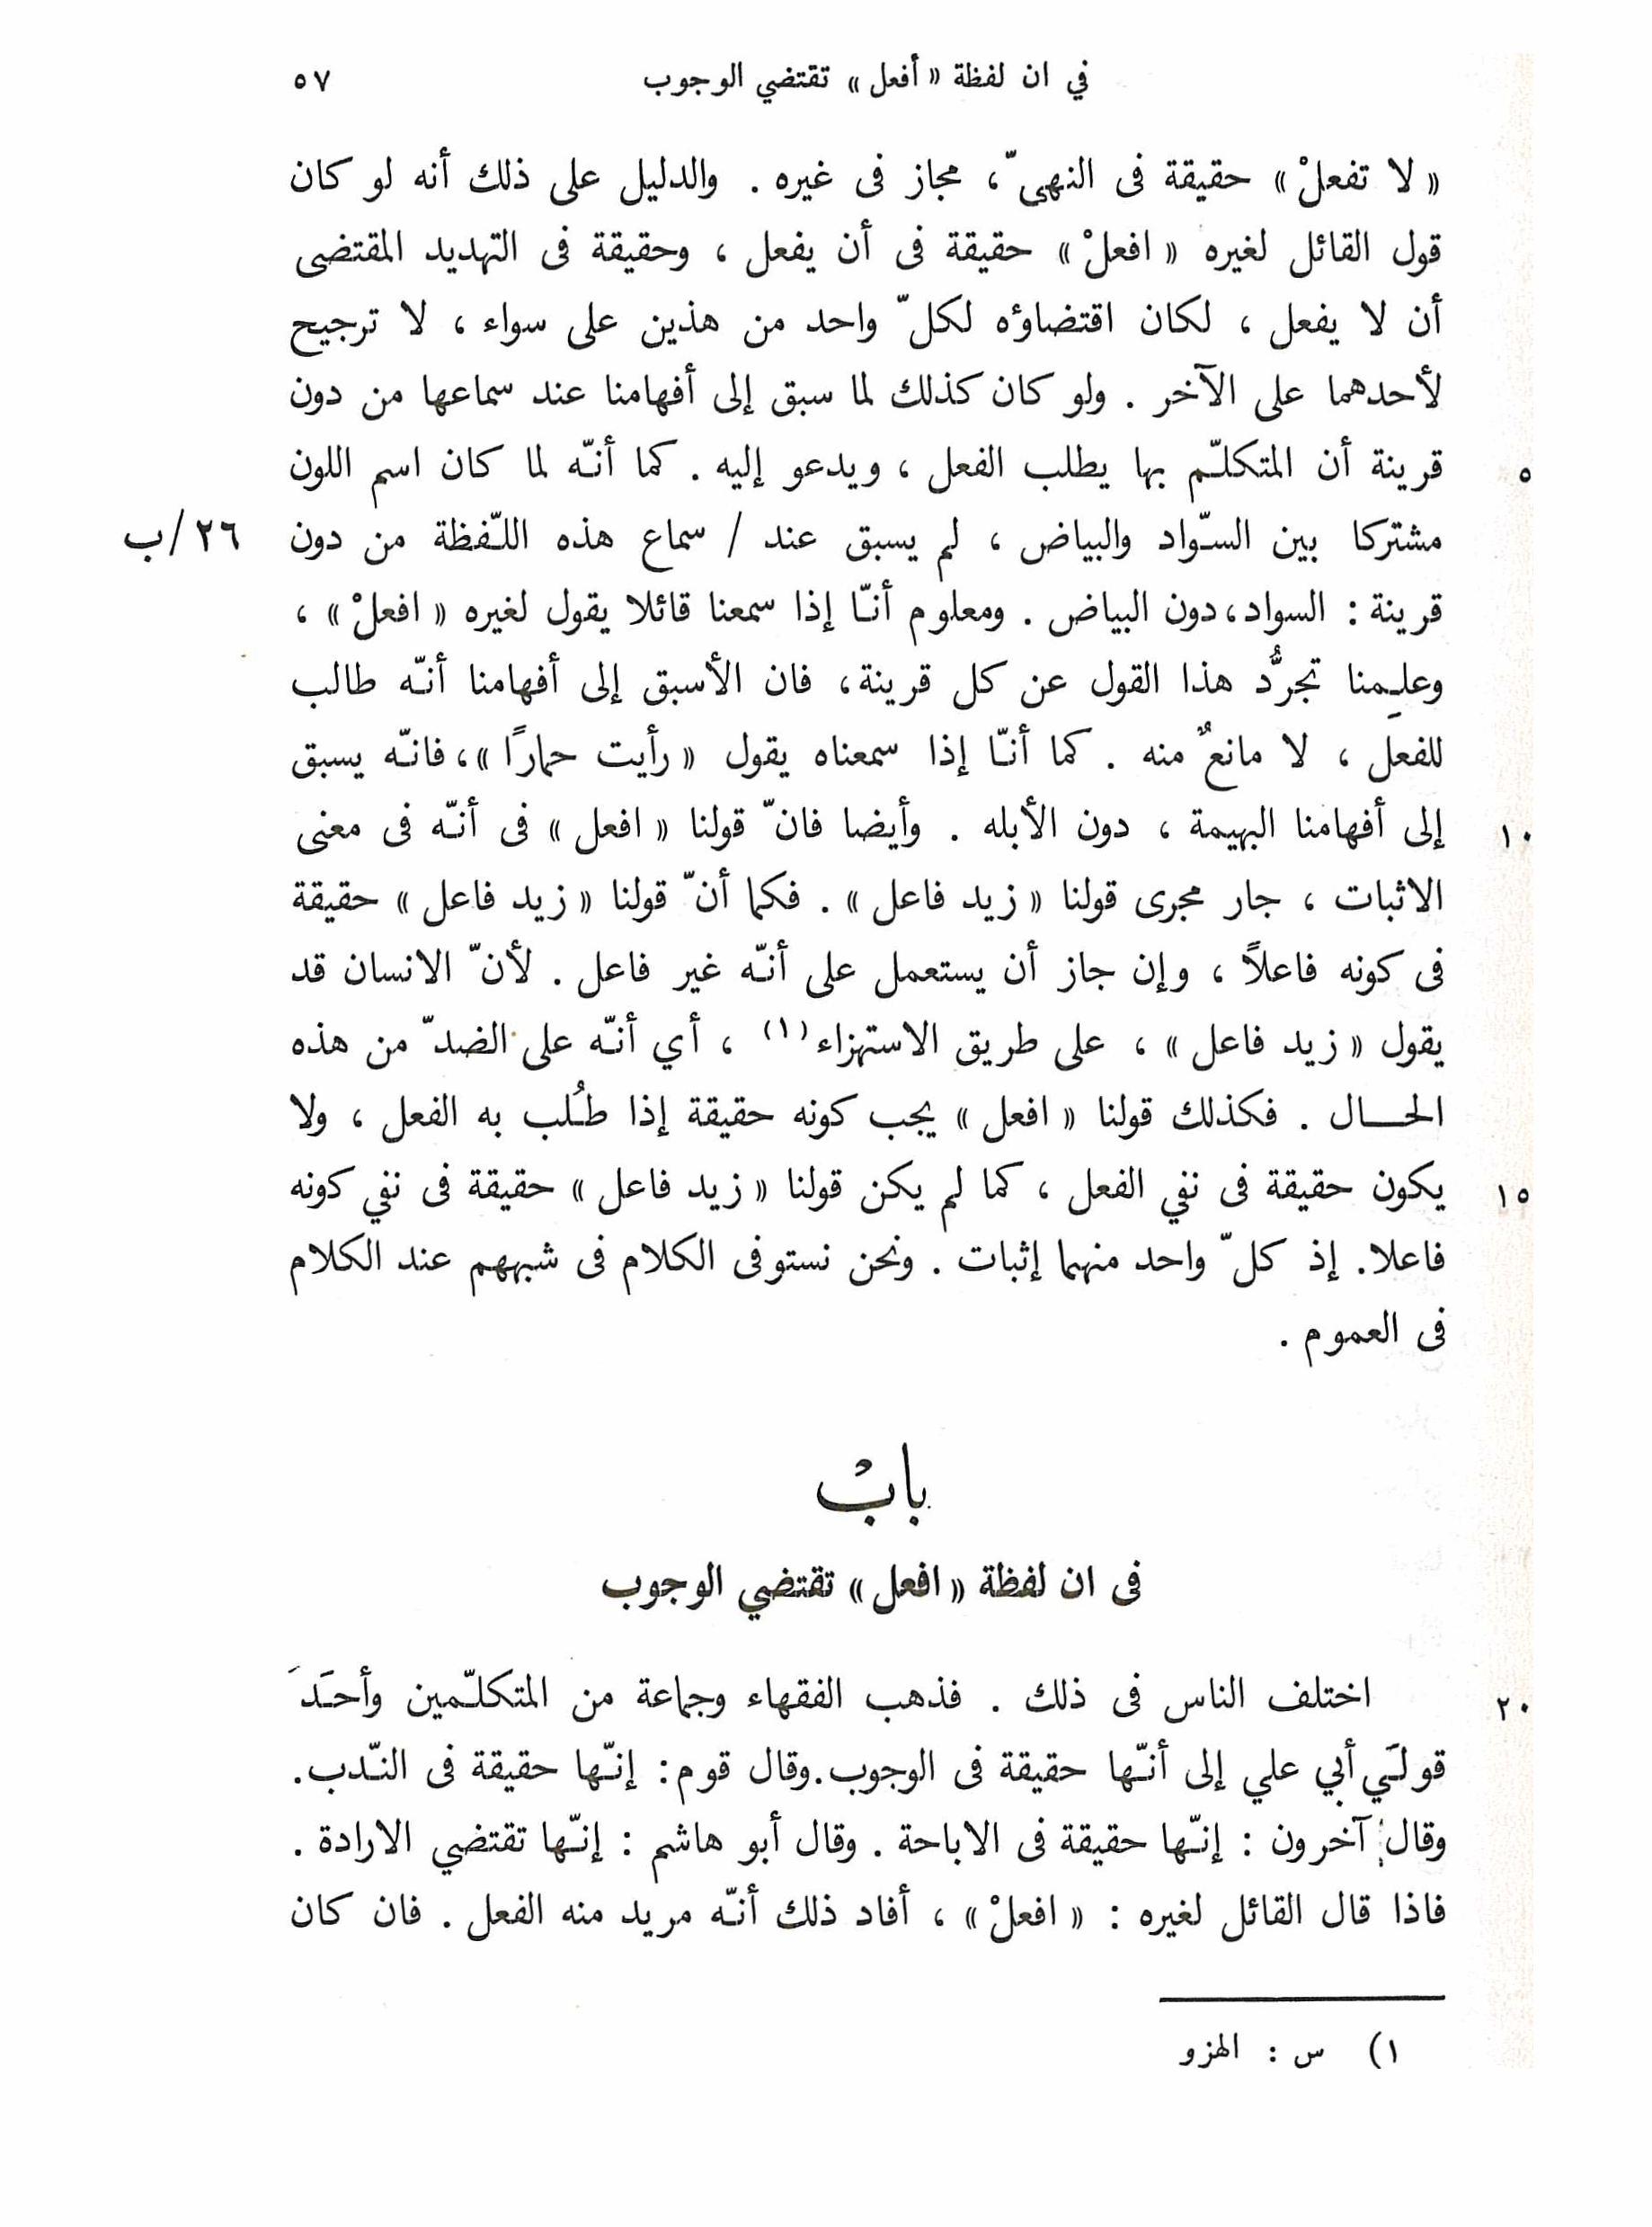 في ان لفظة « أفعل » تقتضي الوجوب ٥٧
« لا تفعلْ » حقيقة فى النهىّ ، مجاز فى غيره . والدليل على ذلك أنه لو كان
قول القائل لغيره « افعلْ » حقيقة فى أن يفعل ، وحقيقة فى التهديد المقتضى
أن لا يفعل ، لكان اقتضاؤه لكلّ واحد من هذين على سواء ، لا ترجيح
لأحدهما على الآخر . ولو كان كذلك لما سبق إلى أفهامنا عند سماعها من دون
٥ قرينة أن المتكلّم بها يطلب الفعل ، ويدعو إليه . كما أنّه لما كان اسم اللون
مشتركا بين السّواد والبياض ، لم يسبق عند / سماع هذه اللّفظة من دون ٢٦/ب
قرينة : السواد ، دون البياض . ومعلوم أنّا إذا سمعنا قائلا يقول لغيره « افعلْ » ،
وعلِمنا تجرُّد هذا القول عن كل قرينة ، فان الأسبق إلى أفهامنا أنّه طالب
للفعل ، لا مانعٌ منه . كما أنّا إذا سمعناه يقول « رأيت حمارًا » ، فانّه يسبق
١٠ إلى أفهامنا البهيمة ، دون الأبله . وأيضا فانّ قولنا « افعل » فى أنّه فى معنى
الاثبات ، جار مجرى قولنا « زيد فاعل » . فكما أنّ قولنا « زيد فاعل » حقيقة
فى كونه فاعلاً ، وإن جاز أن يستعمل على أنّه غير فاعل . لأنّ الانسان قد
يقول « زيد فاعل » ، على طريق الاستهزاء (١) ، أي أنّه على الضدّ من هذه
الحـــال . فكذلك قولنا « افعل » يجب كونه حقيقة إذا طُلب به الفعل ، ولا
١٥ يكون حقيقة فى نفي الفعل ، كما لم يكن قولنا « زيد فاعل » حقيقة فى نفي كونه
فاعلا . إذ كلّ واحد منهما إثبات . ونحن نستوفى الكلام فى شبههم عند الكلام
فى العموم .
بابْ
فى ان لفظة « افعل » تقتضي الوجوب
٢٠ اختلف الناس فى ذلك . فذهب الفقهاء وجماعة من المتكلّمين وأحَدَ
قولَي أبي علي إلى أنّها حقيقة فى الوجوب . وقال قوم : إنّها حقيقة فى النّدب .
وقال آخرون : إنّها حقيقة فى الاباحة . وقال أبو هاشم : إنّها تقتضي الارادة .
فاذا قال القائل لغيره : « افعلْ » ، أفاد ذلك أنّه مريد منه الفعل . فان كان
١) س : الهزو